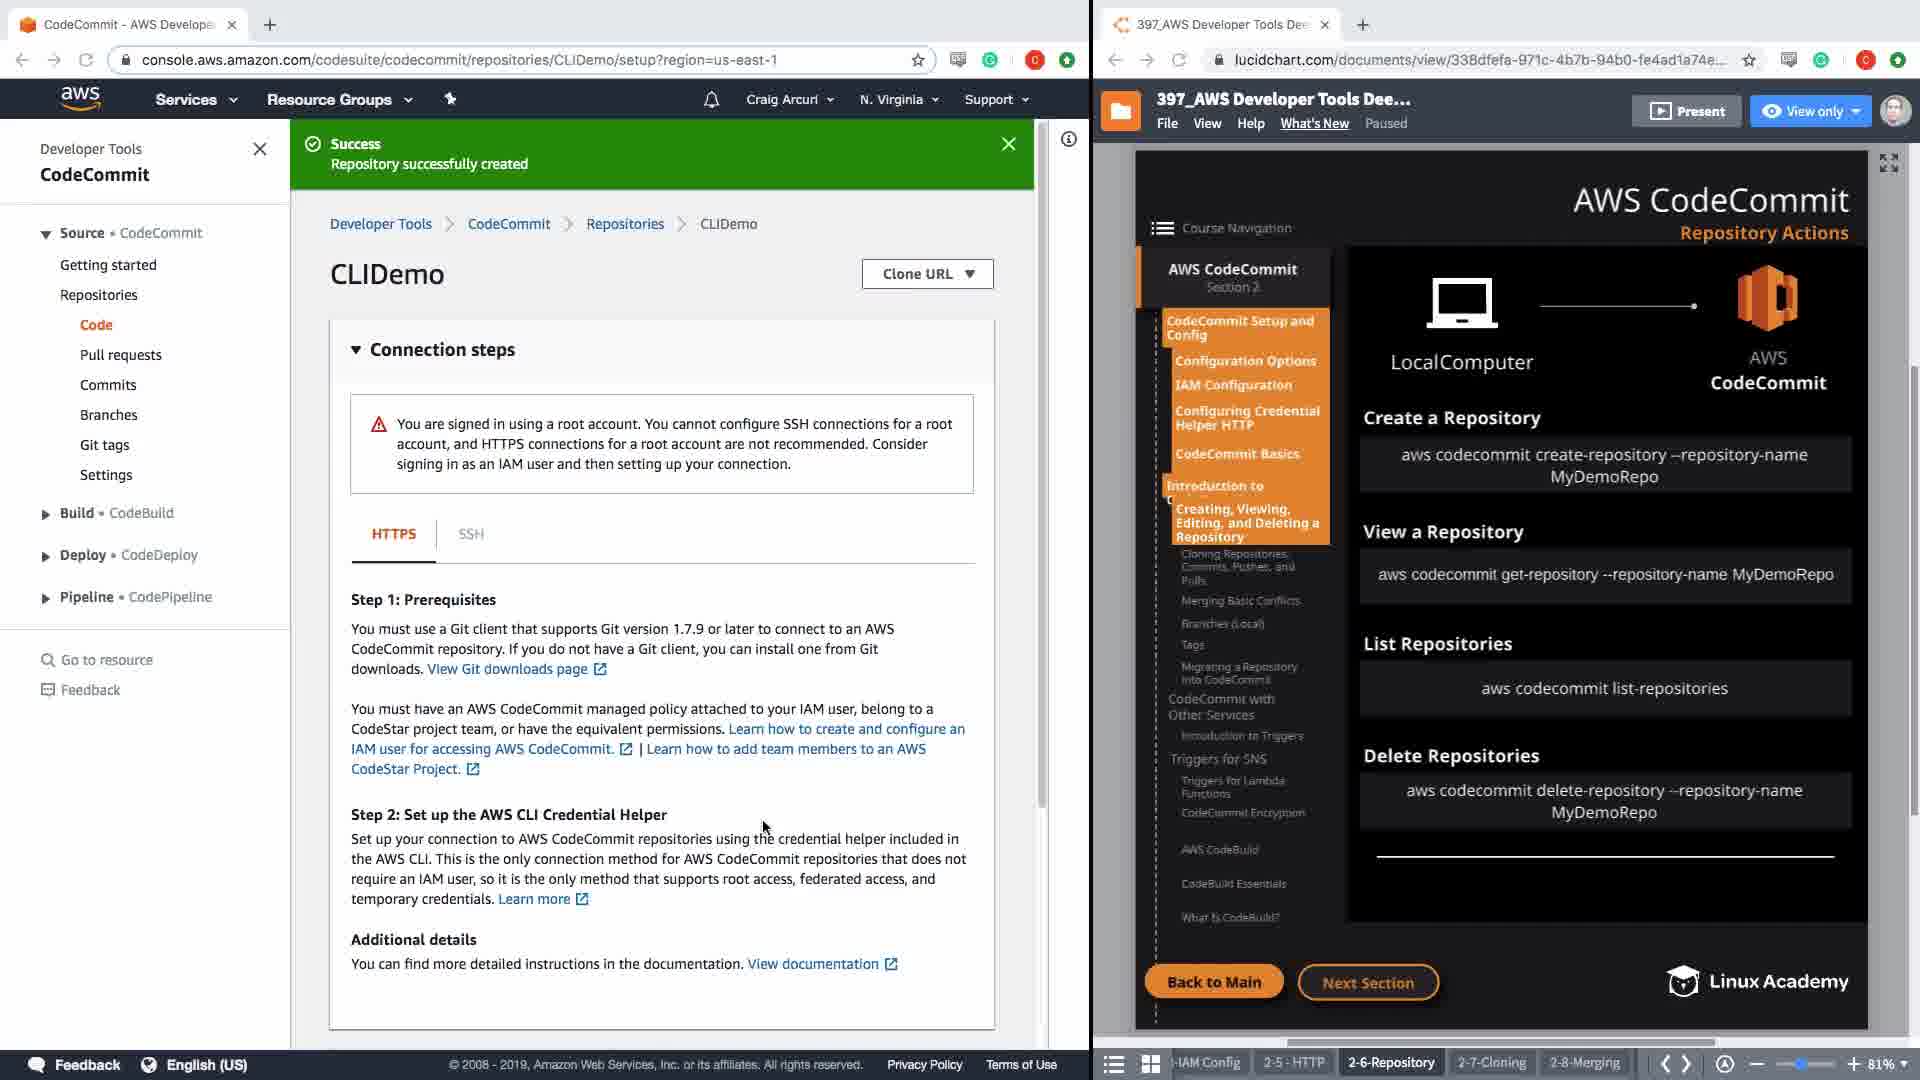 CodeCommit - AWS Develope
console.aws.amazon.com/codesuite/codecommit/repositories/CLIDemo/setup?region=us-east-1
aws
Services
Resource Groups
Craig Arcuri
N. Virginia
Support
Developer Tools
CodeCommit
Source • CodeCommit
Getting started
Repositories
Code
Pull requests
Commits
Branches
Git tags
Settings
Build • CodeBuild
Deploy • CodeDeploy
Pipeline • CodePipeline
Go to resource
Feedback
Success
Repository successfully created
Developer Tools
CodeCommit
Repositories
CLIDemo
CLIDemo
Clone URL
Connection steps
You are signed in using a root account. You cannot configure SSH connections for a root
account, and HTTPS connections for a root account are not recommended. Consider
signing in as an IAM user and then setting up your connection.
HTTPS
SSH
Step 1: Prerequisites
You must use a Git client that supports Git version 1.7.9 or later to connect to an AWS
CodeCommit repository. If you do not have a Git client, you can install one from Git
downloads. View Git downloads page
You must have an AWS CodeCommit managed policy attached to your IAM user, belong to a
CodeStar project team, or have the equivalent permissions. Learn how to create and configure an
IAM user for accessing AWS CodeCommit. | Learn how to add team members to an AWS
CodeStar Project.
Step 2: Set up the AWS CLI Credential Helper
Set up your connection to AWS CodeCommit repositories using the credential helper included in
the AWS CLI. This is the only connection method for AWS CodeCommit repositories that does not
require an IAM user, so it is the only method that supports root access, federated access, and
temporary credentials. Learn more
Additional details
You can find more detailed instructions in the documentation. View documentation
Feedback
English (US)
© 2008 - 2019, Amazon Web Services, Inc. or its affiliates. All rights reserved.
Privacy Policy
Terms of Use
397_AWS Developer Tools Dee
lucidchart.com/documents/view/338dfefa-971c-4b7b-94b0-fe4ad1a74e...
397_AWS Developer Tools Dee...
File
View
Help
What's New
Paused
Present
View only
AWS CodeCommit
Repository Actions
Course Navigation
AWS CodeCommit
Section 2
CodeCommit Setup and
Config
Configuration Options
IAM Configuration
Configuring Credential
Helper HTTP
CodeCommit Basics
Introduction to
Creating, Viewing,
Editing, and Deleting a
Repository
Cloning Repositories,
Commits, Pushes, and
Pulls
Merging Basic Conflicts
Branches (Local)
Tags
Migrating a Repository
Into CodeCommit
CodeCommit with
Other Services
Introduction to Triggers
Triggers for SNS
Triggers for Lambda
Functions
CodeCommit Encryption
AWS CodeBuild
CodeBuild Essentials
What Is CodeBuild?
LocalComputer
AWS
CodeCommit
Create a Repository
aws codecommit create-repository --repository-name
MyDemoRepo
View a Repository
aws codecommit get-repository --repository-name MyDemoRepo
List Repositories
aws codecommit list-repositories
Delete Repositories
aws codecommit delete-repository --repository-name
MyDemoRepo
Back to Main
Next Section
Linux Academy
-IAM Config
2-5 - HTTP
2-6-Repository
2-7-Cloning
2-8-Merging
81%